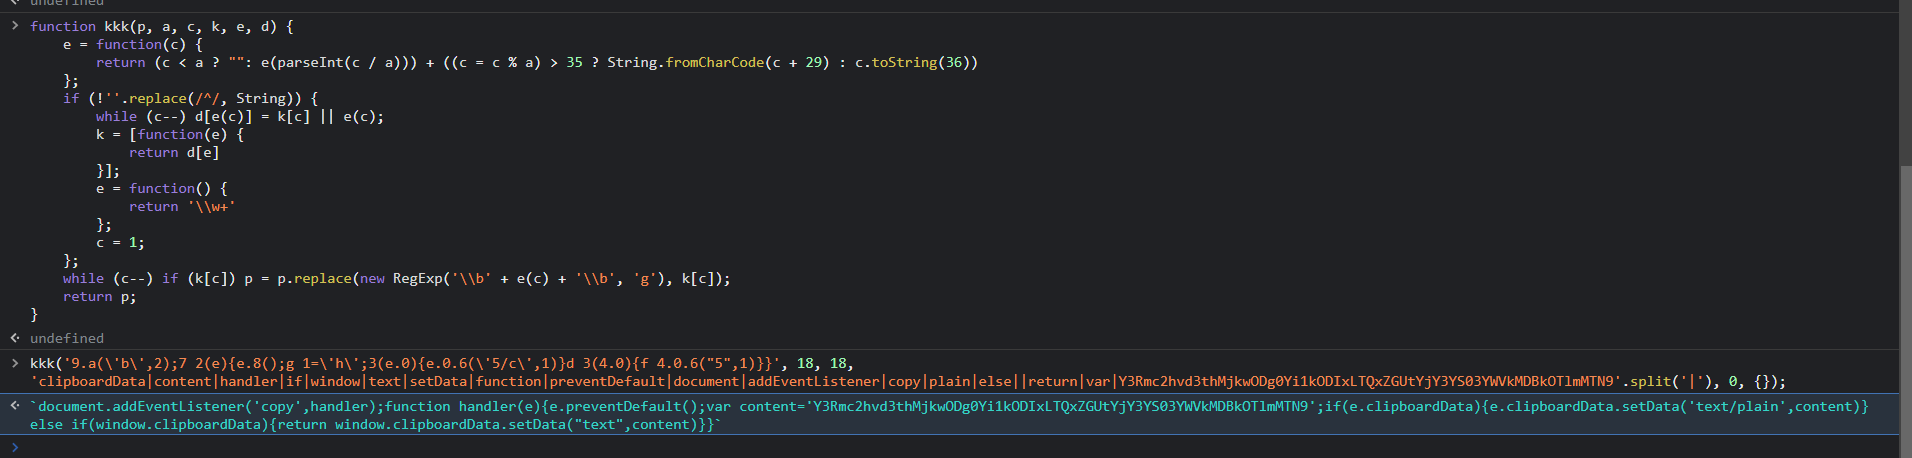 undefined
function kkk(p, a, c, k, e, d) {
e = function(c) {
return (c < a ? "": e(parseInt(c / a))) + ((c = c % a) > 35 ? String.fromCharCode(c + 29) : c.toString(36))
};
if (!''.replace(/^/, String)) {
while (c--) d[e(c)] = k[c] || e(c);
k = [function(e) {
return d[e]
}];
e = function() {
return '\\w+'
};
c = 1;
};
while (c--) if (k[c]) p = p.replace(new RegExp('\\b' + e(c) + '\\b', 'g'), k[c]);
return p;
}
undefined
kkk('9.a(\'b\',2);7 2(e){e.8();g 1=\'h\';3(e.0){e.0.6(\'5/c\',1)}d 3(4.0){f 4.0.6("5",1)}}', 18, 18,
'clipboardData|content|handler|if|window|text|setData|function|preventDefault|document|addEventListener|copy|plain|else||return|var|Y3Rmc2hvd3thMjkwODg0Yi1kODIxLTQxZGUtYjY3YS03YWVkMDBkOTlmMTN9'.split('|'), 0, {});
`document.addEventListener('copy',handler);function handler(e){e.preventDefault();var content='Y3Rmc2hvd3thMjkwODg0Yi1kODIxLTQxZGUtYjY3YS03YWVkMDBkOTlmMTN9';if(e.clipboardData){e.clipboardData.setData('text/plain',content)}
else if(window.clipboardData){return window.clipboardData.setData("text",content)}}`